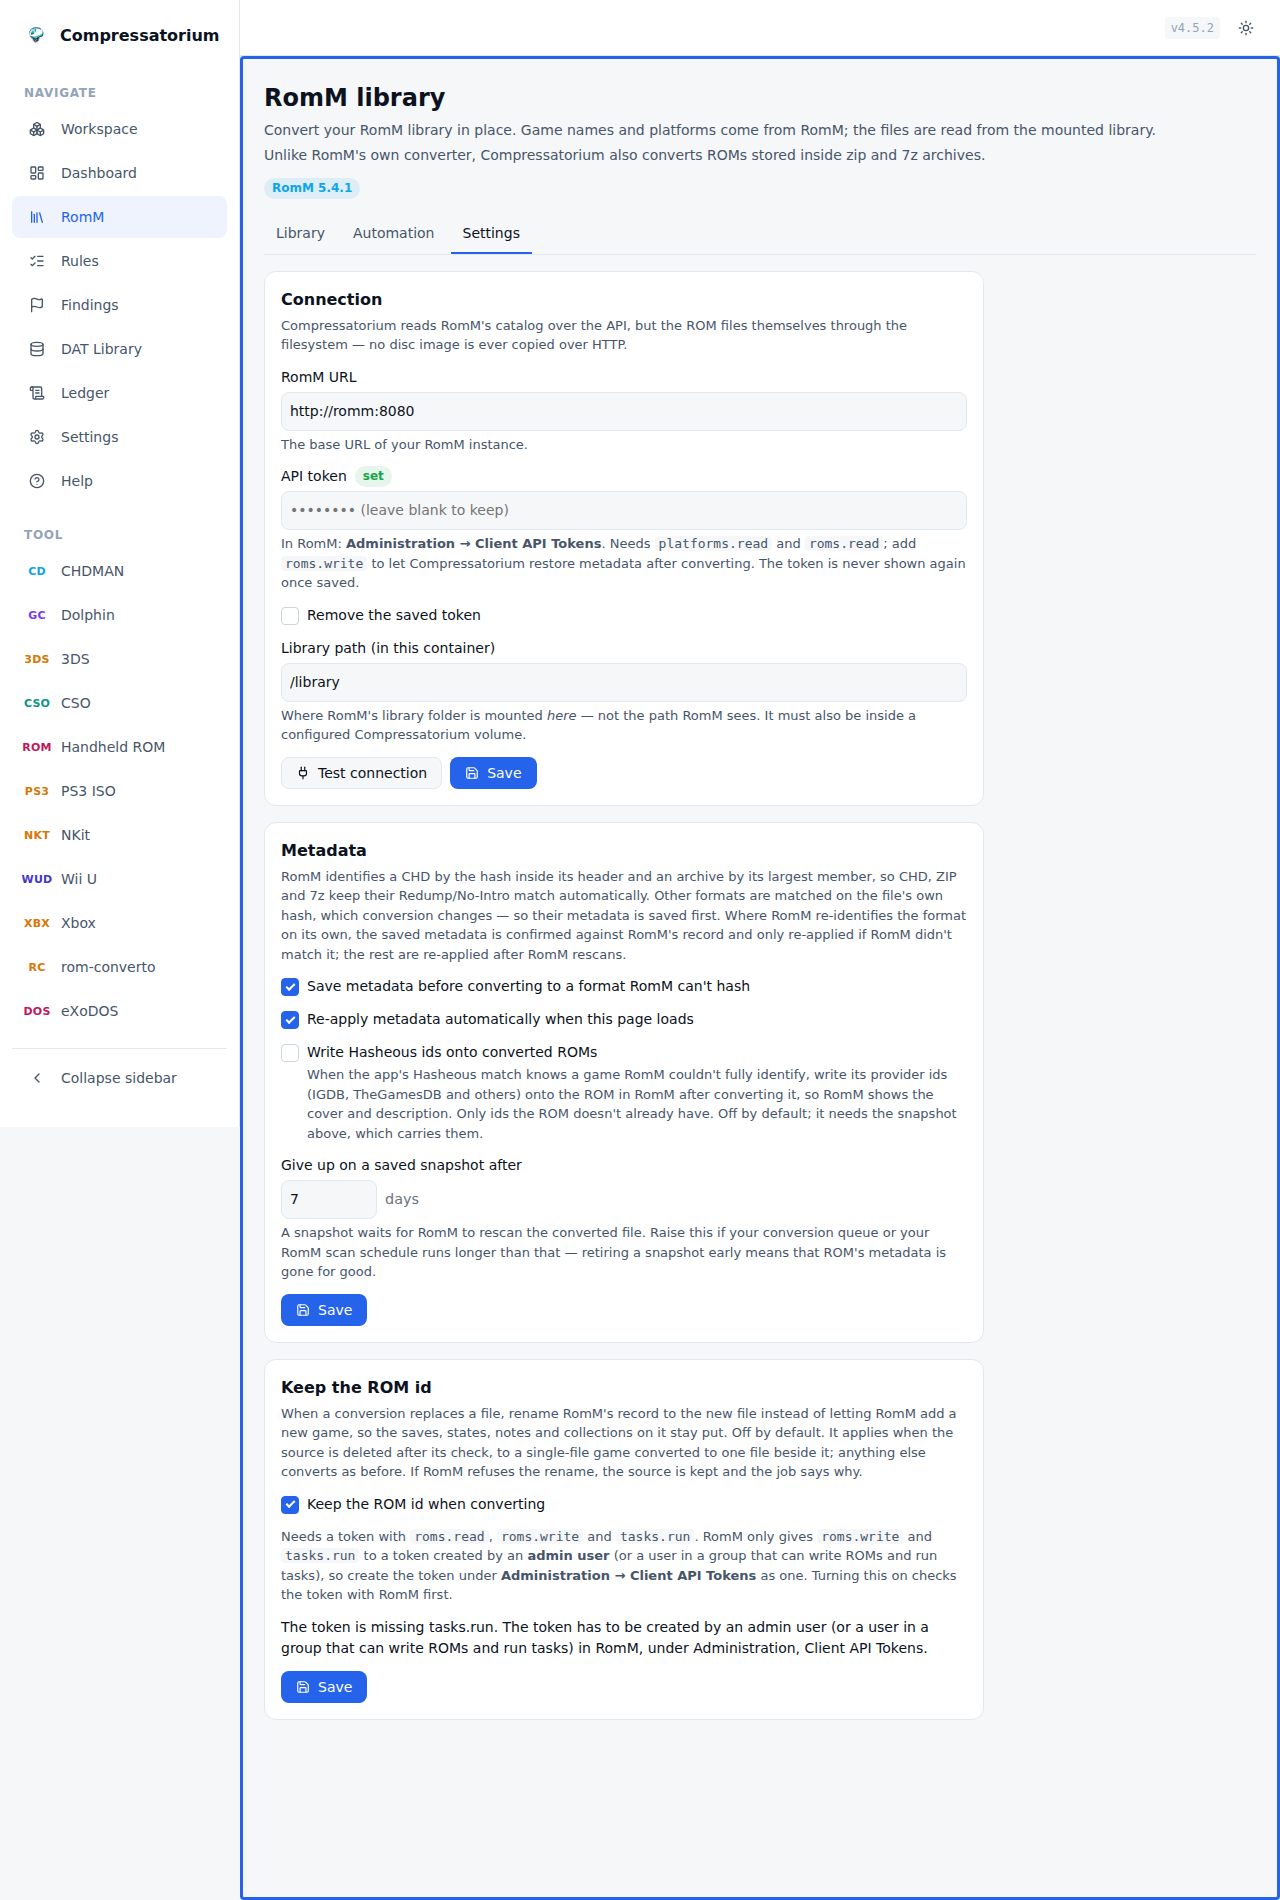 Compressatorium
v4.5.2
NAVIGATE
Workspace
Dashboard
RomM
Rules
Findings
DAT Library
Ledger
Settings
Help
TOOL
CD CHDMAN
GC Dolphin
3DS 3DS
CSO CSO
ROM Handheld ROM
PS3 PS3 ISO
NKT NKit
WUD Wii U
XBX Xbox
RC rom-converto
DOS eXoDOS
Collapse sidebar
RomM library
Convert your RomM library in place. Game names and platforms come from RomM; the files are read from the mounted library.
Unlike RomM's own converter, Compressatorium also converts ROMs stored inside zip and 7z archives.
RomM 5.4.1
Library Automation Settings
Connection
Compressatorium reads RomM's catalog over the API, but the ROM files themselves through the
filesystem — no disc image is ever copied over HTTP.
RomM URL
http://romm:8080
The base URL of your RomM instance.
API token set
•••••••• (leave blank to keep)
In RomM: Administration → Client API Tokens. Needs platforms.read and roms.read; add
roms.write to let Compressatorium restore metadata after converting. The token is never shown again
once saved.
Remove the saved token
Library path (in this container)
/library
Where RomM's library folder is mounted here — not the path RomM sees. It must also be inside a
configured Compressatorium volume.
Test connection Save
Metadata
RomM identifies a CHD by the hash inside its header and an archive by its largest member, so CHD, ZIP
and 7z keep their Redump/No-Intro match automatically. Other formats are matched on the file's own
hash, which conversion changes — so their metadata is saved first. Where RomM re-identifies the format
on its own, the saved metadata is confirmed against RomM's record and only re-applied if RomM didn't
match it; the rest are re-applied after RomM rescans.
Save metadata before converting to a format RomM can't hash
Re-apply metadata automatically when this page loads
Write Hasheous ids onto converted ROMs
When the app's Hasheous match knows a game RomM couldn't fully identify, write its provider ids
(IGDB, TheGamesDB and others) onto the ROM in RomM after converting it, so RomM shows the
cover and description. Only ids the ROM doesn't already have. Off by default; it needs the snapshot
above, which carries them.
Give up on a saved snapshot after
7 days
A snapshot waits for RomM to rescan the converted file. Raise this if your conversion queue or your
RomM scan schedule runs longer than that — retiring a snapshot early means that ROM's metadata is
gone for good.
Save
Keep the ROM id
When a conversion replaces a file, rename RomM's record to the new file instead of letting RomM add a
new game, so the saves, states, notes and collections on it stay put. Off by default. It applies when the
source is deleted after its check, to a single-file game converted to one file beside it; anything else
converts as before. If RomM refuses the rename, the source is kept and the job says why.
Keep the ROM id when converting
Needs a token with roms.read, roms.write and tasks.run. RomM only gives roms.write and
tasks.run to a token created by an admin user (or a user in a group that can write ROMs and run
tasks), so create the token under Administration → Client API Tokens as one. Turning this on checks
the token with RomM first.
The token is missing tasks.run. The token has to be created by an admin user (or a user in a
group that can write ROMs and run tasks) in RomM, under Administration, Client API Tokens.
Save